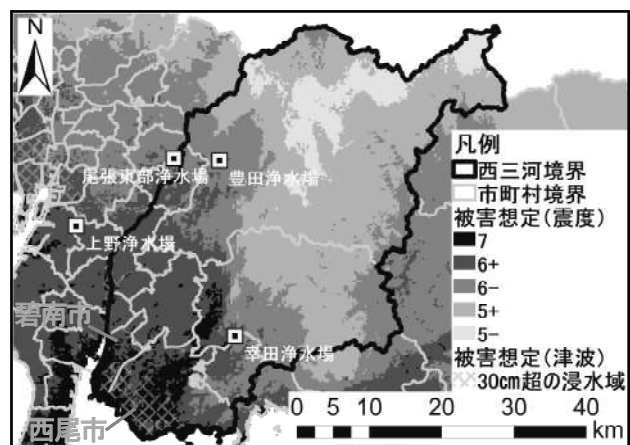 N
尾張東部浄水場
豊田浄水場
上野浄水場
碧南市
幸田浄水場
西尾市
凡例
西三河境界
市町村境界
被害想定(震度)
7
6+
6-
5+
5-
被害想定(津波)
30cm超の浸水域
0 5 10 20 30 40
km